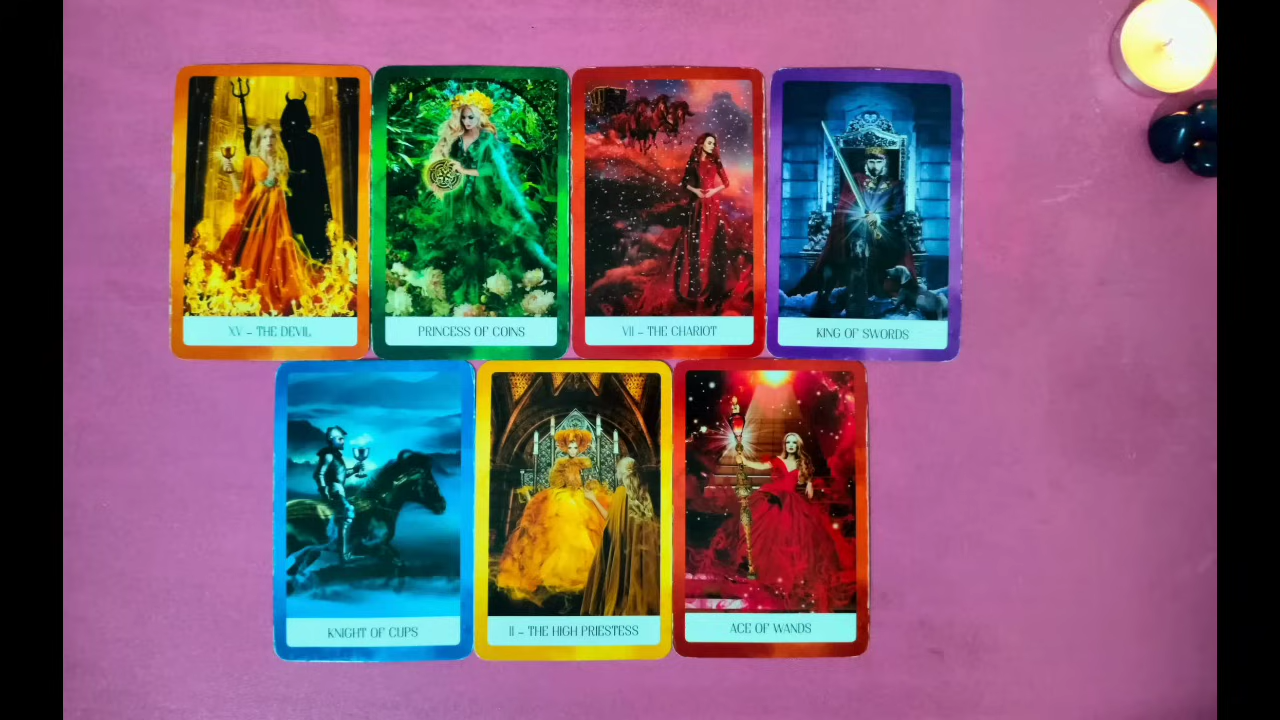 XV – THE DEVIL
PRINCESS OF COINS
VII – THE CHARIOT
KING OF SWORDS
KNIGHT OF CUPS
II – THE HIGH PRIESTESS
ACE OF WANDS